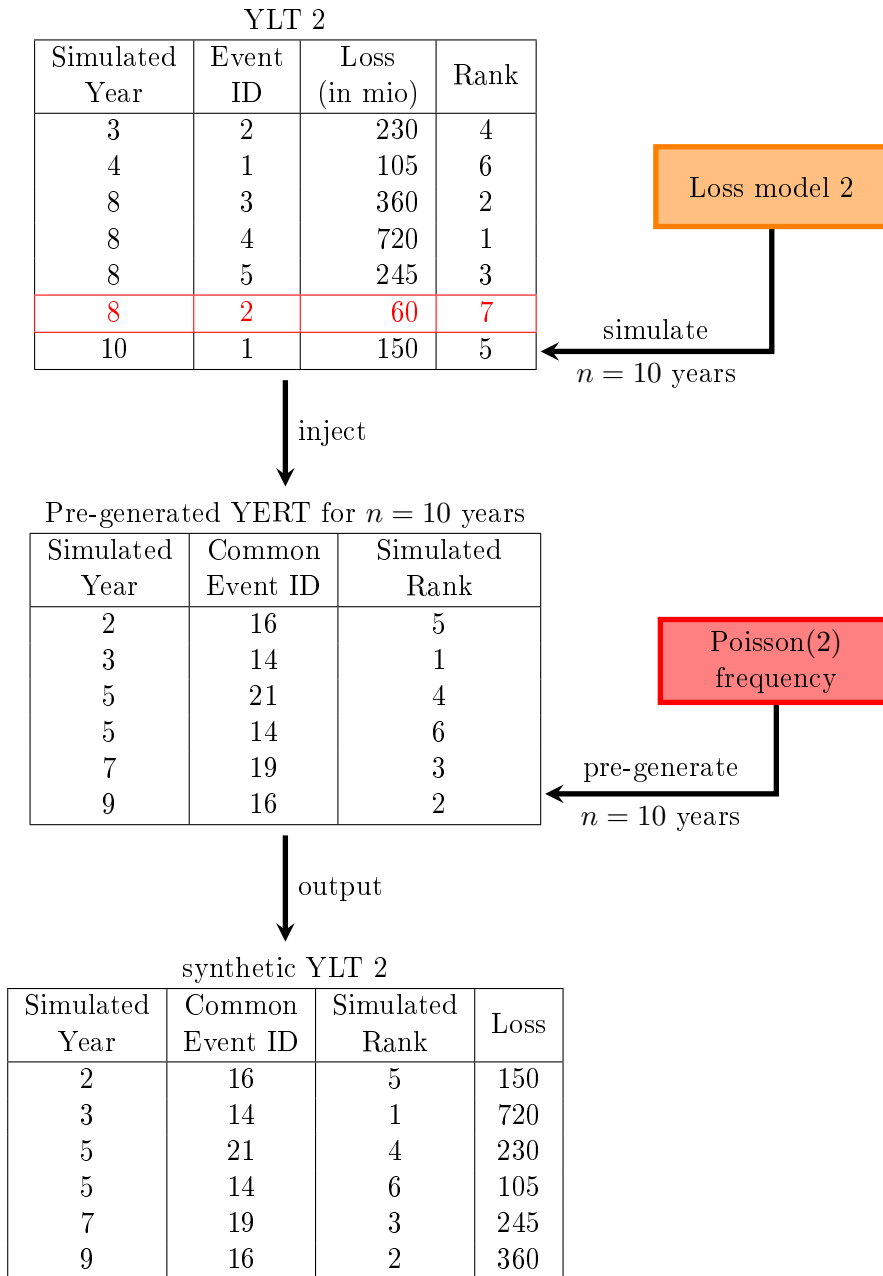 YLT 2
Simulated Year Event ID Loss (in mio) Rank
3 2 230 4
4 1 105 6
8 3 360 2
8 4 720 1
8 5 245 3
8 2 60 7
10 1 150 5
Loss model 2
simulate
n = 10 years
inject
Pre-generated YERT for n = 10 years
Simulated Year Common Event ID Simulated Rank
2 16 5
3 14 1
5 21 4
5 14 6
7 19 3
9 16 2
Poisson(2)
frequency
pre-generate
n = 10 years
output
synthetic YLT 2
Simulated Year Common Event ID Simulated Rank Loss
2 16 5 150
3 14 1 720
5 21 4 230
5 14 6 105
7 19 3 245
9 16 2 360